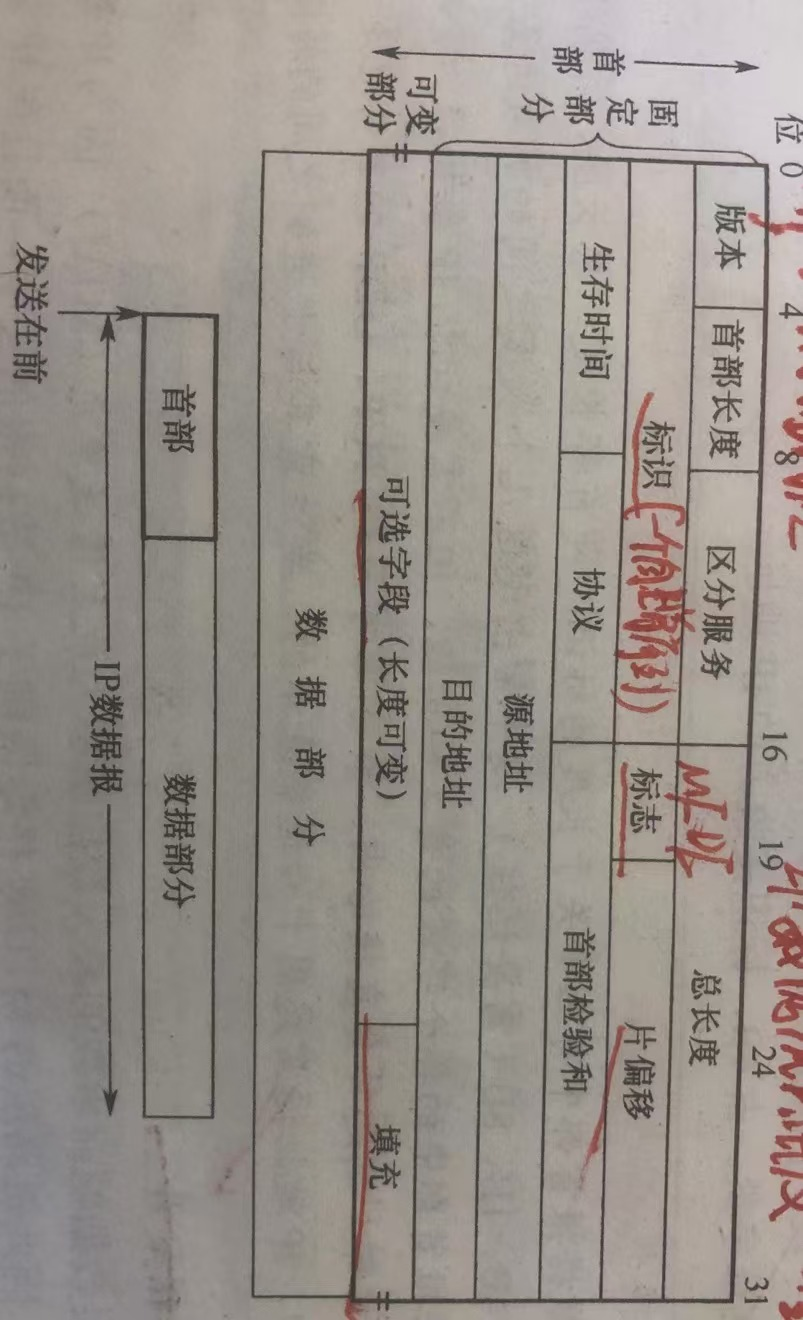 位 0 4 8 16 19 24 31
版本 首部长度 区分服务 总长度
标识 标志 片偏移
生存时间 协议 首部检验和
源地址
目的地址
可选字段（长度可变） 填充
数据部分
首部
固定部分
可变部分
首部 数据部分
IP数据报
发送在前